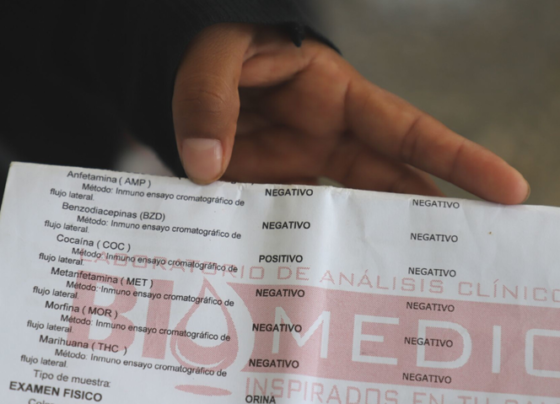 Anfetamina ( AMP )
Método: Inmuno ensayo cromatográfico de NEGATIVO NEGATIVO
flujo lateral.
Benzodiacepinas (BZD)
Método: Inmuno ensayo cromatográfico de NEGATIVO NEGATIVO
flujo lateral.
Cocaína ( COC )
Método: Inmuno ensayo cromatográfico de POSITIVO NEGATIVO
flujo lateral.
LABORATORIO DE ANÁLISIS CLÍNICO
Metanfetamina ( MET )
Método: Inmuno ensayo cromatográfico de NEGATIVO NEGATIVO
flujo lateral.
BIOMEDIC
Morfina ( MOR )
Método: Inmuno ensayo cromatográfico de NEGATIVO NEGATIVO
flujo lateral.
Marihuana ( THC )
Método: Inmuno ensayo cromatográfico de NEGATIVO NEGATIVO
flujo lateral.
INSPIRADOS EN TU
Tipo de muestra: ORINA
EXAMEN FISICO